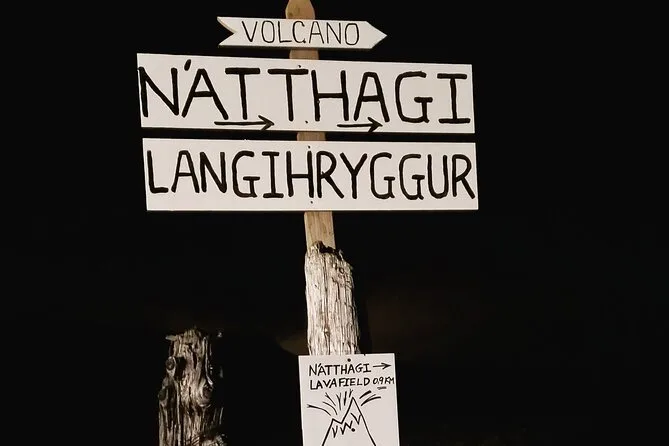 VOLCANO
NÁTTHAGI
LANGIHRYGGUR
NÁTTHAGI →
LAVAFIELD 0.9 KM